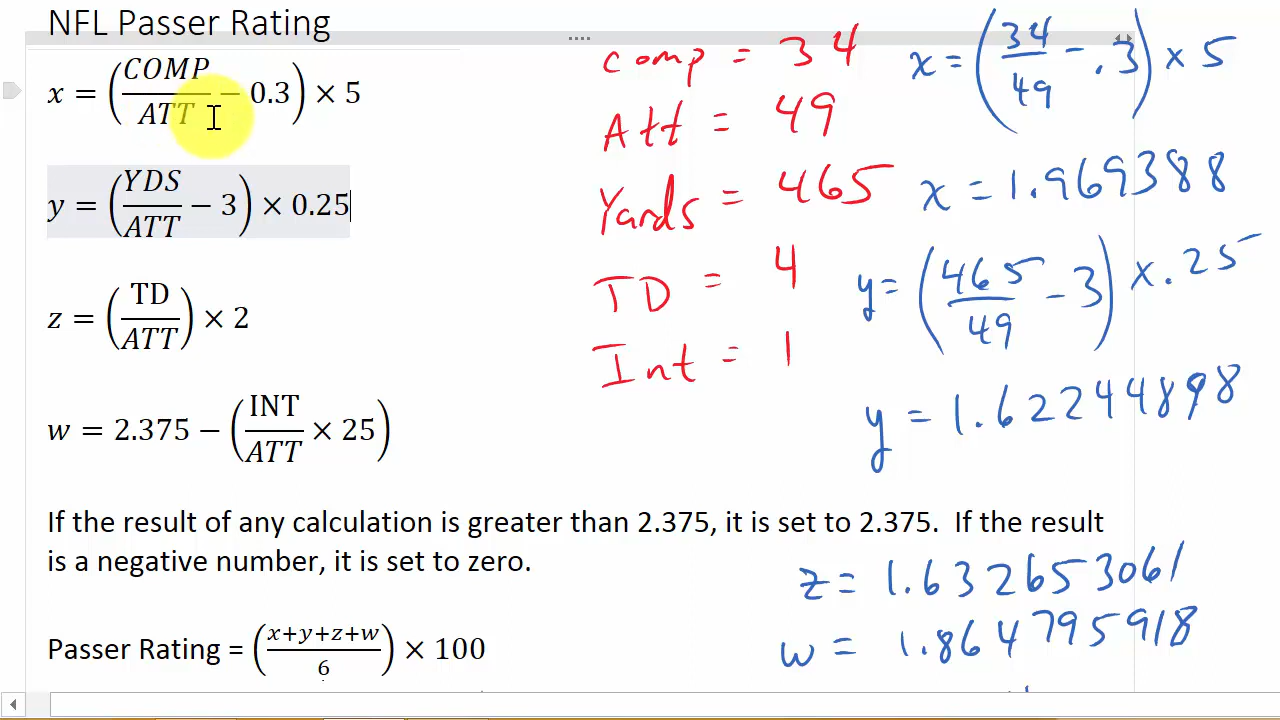 NFL Passer Rating
x = (COMP/ATT − 0.3) × 5
y = (YDS/ATT − 3) × 0.25
z = (TD/ATT) × 2
w = 2.375 − (INT/ATT × 25)
If the result of any calculation is greater than 2.375, it is set to 2.375. If the result
is a negative number, it is set to zero.
Passer Rating = (x+y+z+w/6) × 100
comp = 34
Att = 49
Yards = 465
TD = 4
Int = 1
x = (34/49 − .3) × 5
x = 1.969388
y = (465/49 − 3) × .25
y = 1.62244898
z = 1.632653061
w = 1.864795918